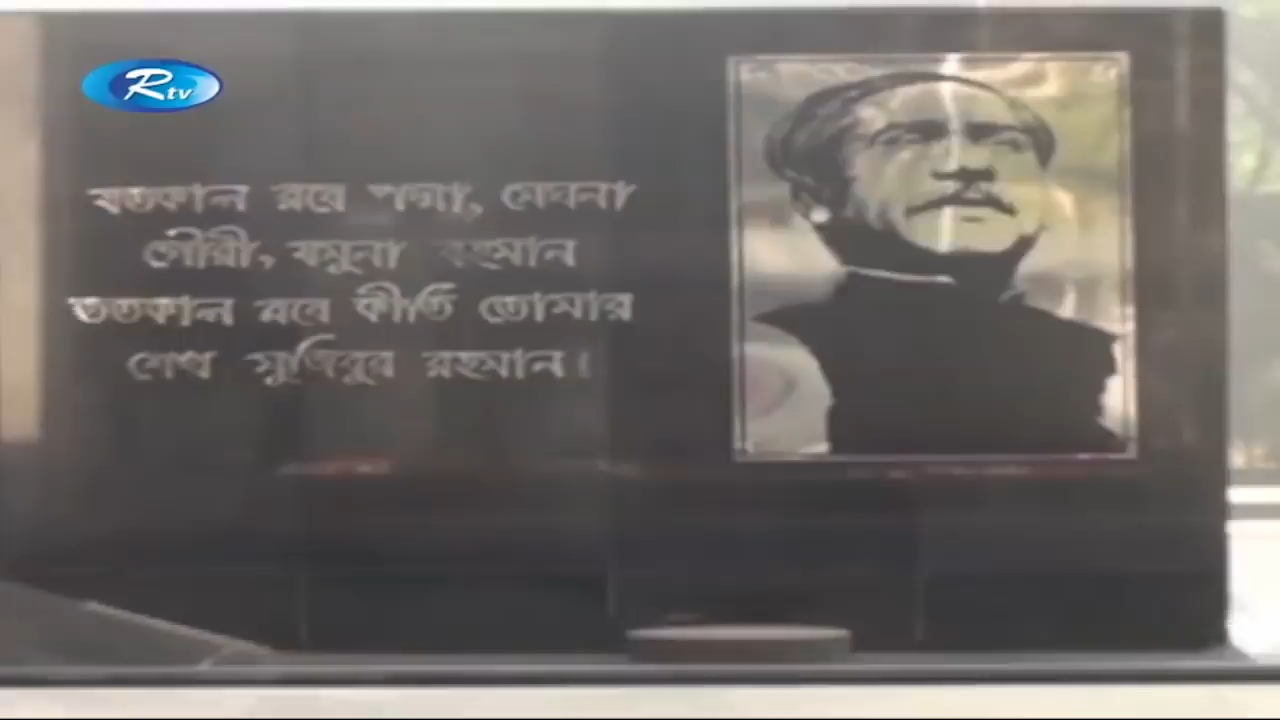 Rtv
যতকাল রবে পদ্মা, মেঘনা
গৌরী, যমুনা বহমান
ততকাল রবে কীর্তি তোমার
শেখ মুজিবুর রহমান।